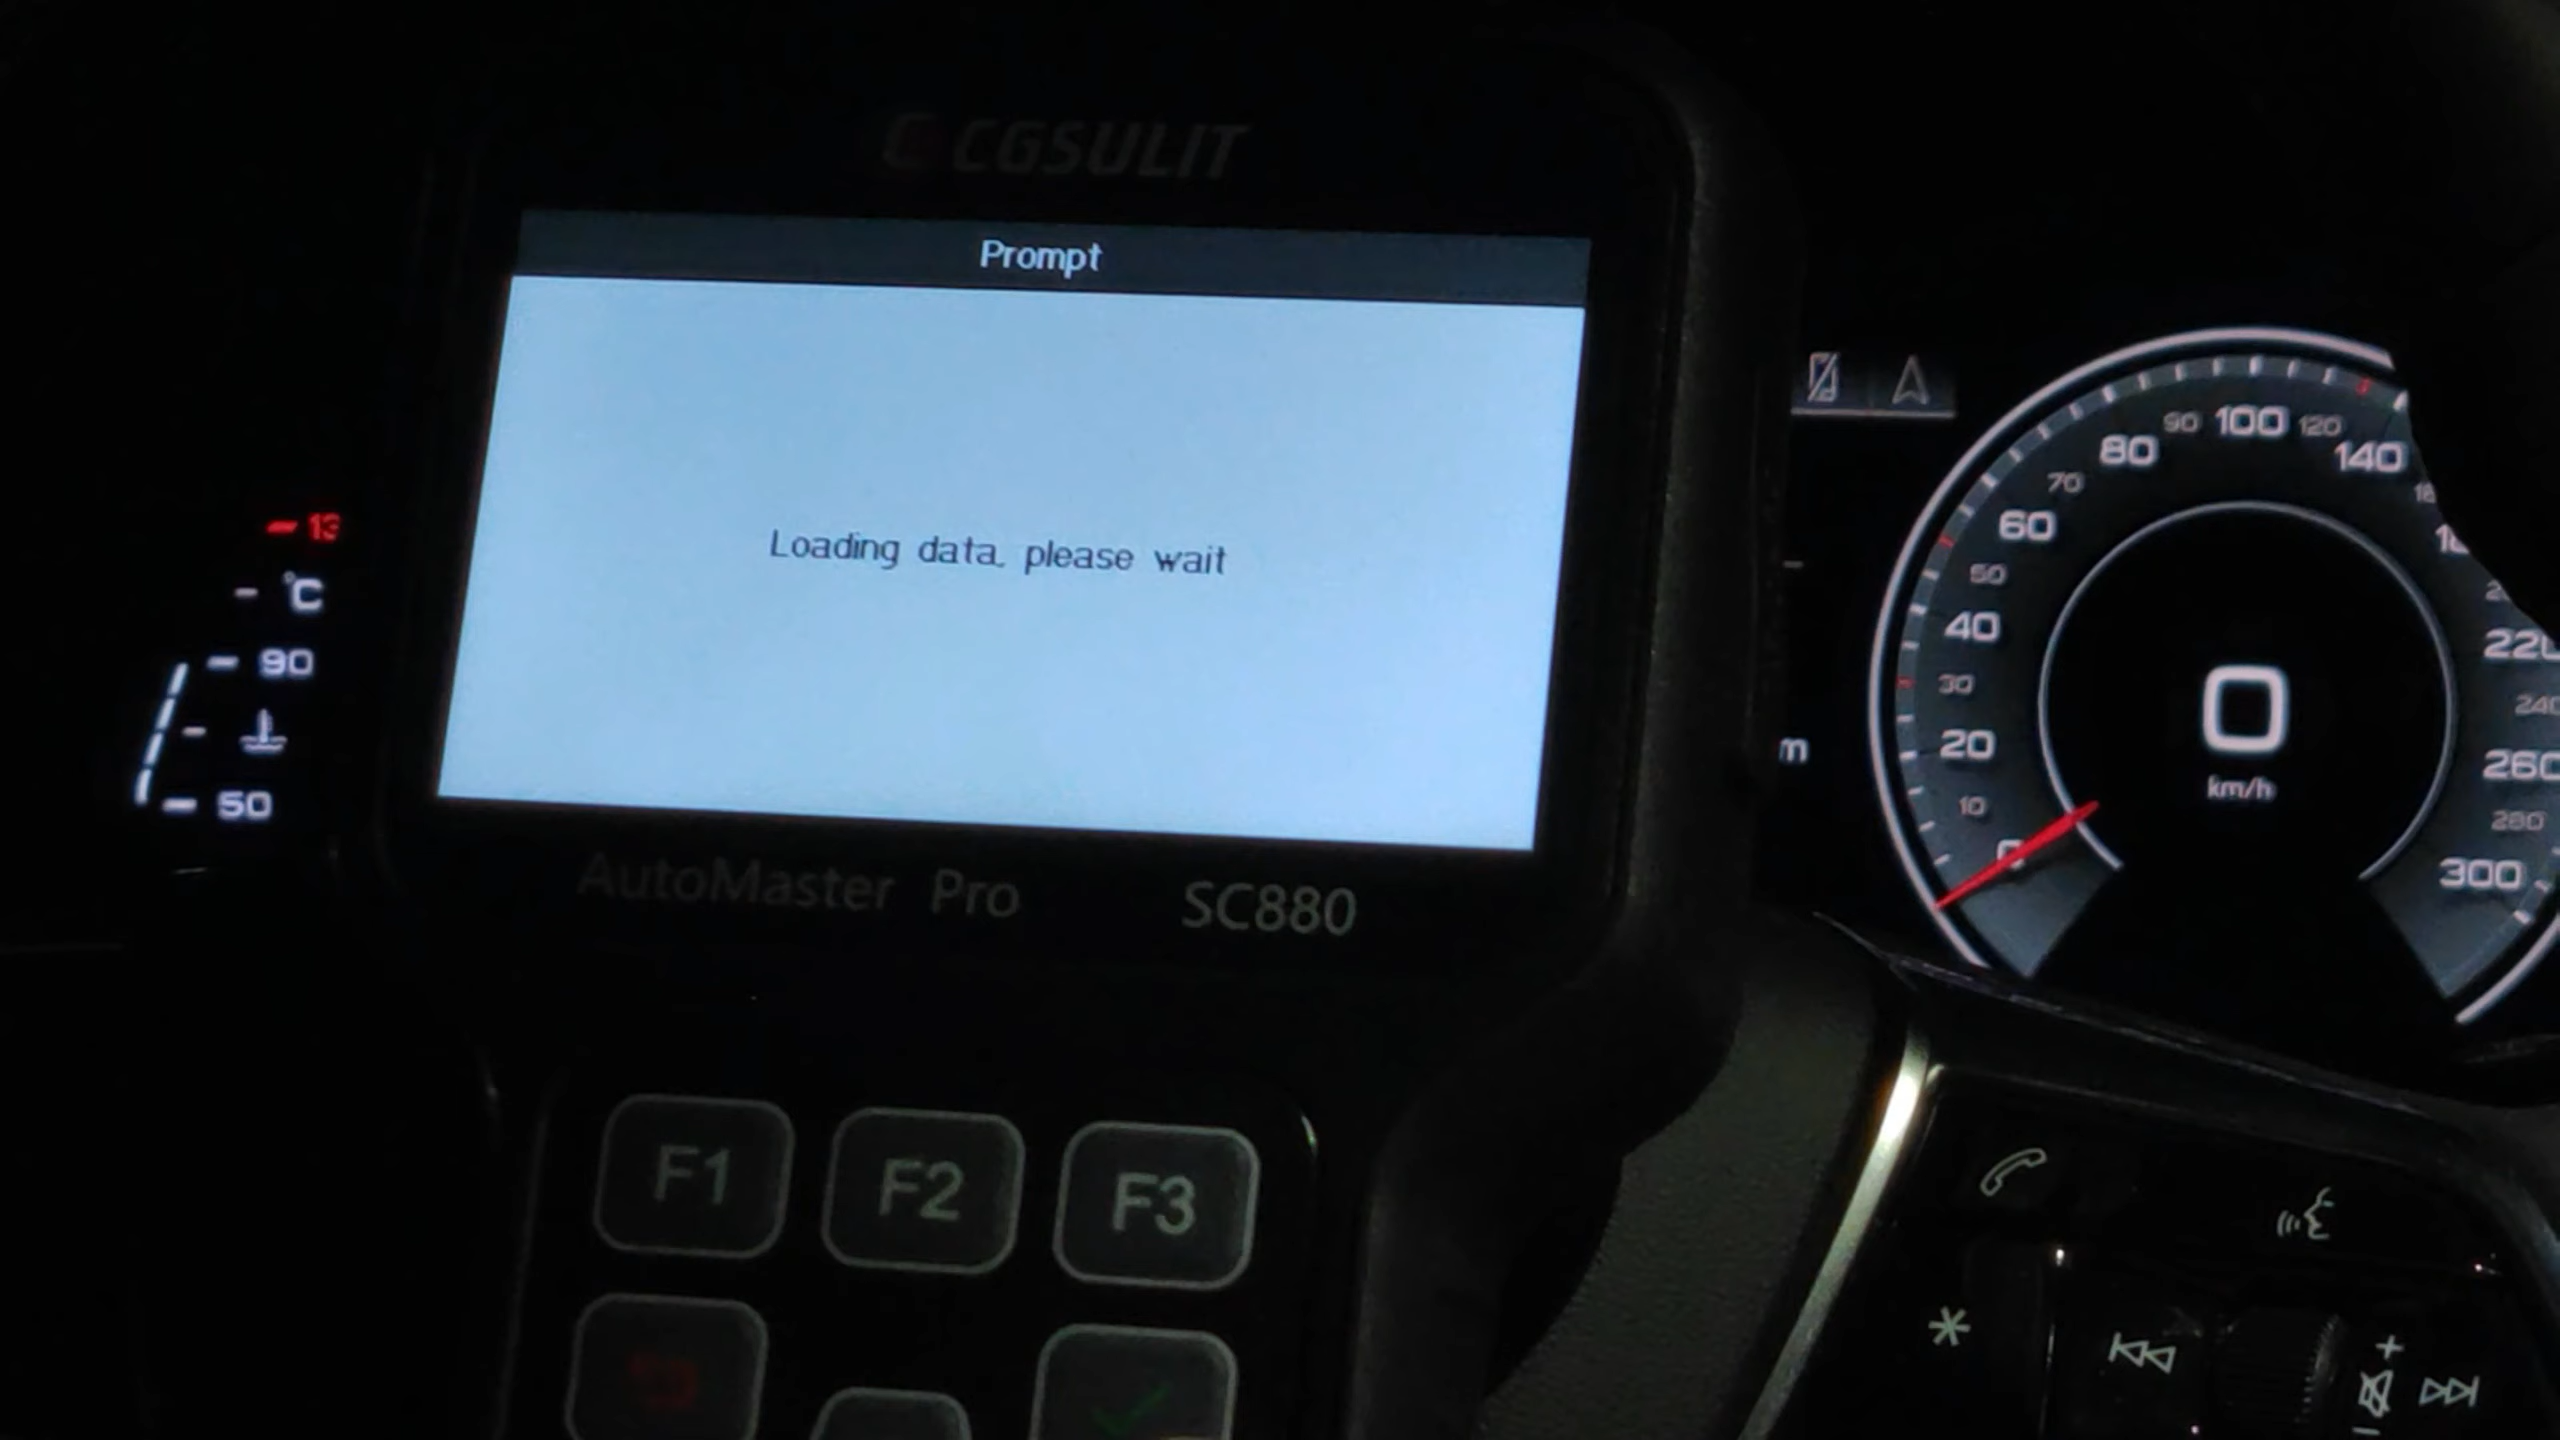 CGSULIT
Prompt
Loading data, please wait
AutoMaster Pro SC880
F1 F2 F3
°C
90
50
m
0 10 20 30 40 50 60 70 80 90 100 120 140
220
240
260
280
300
0
km/h